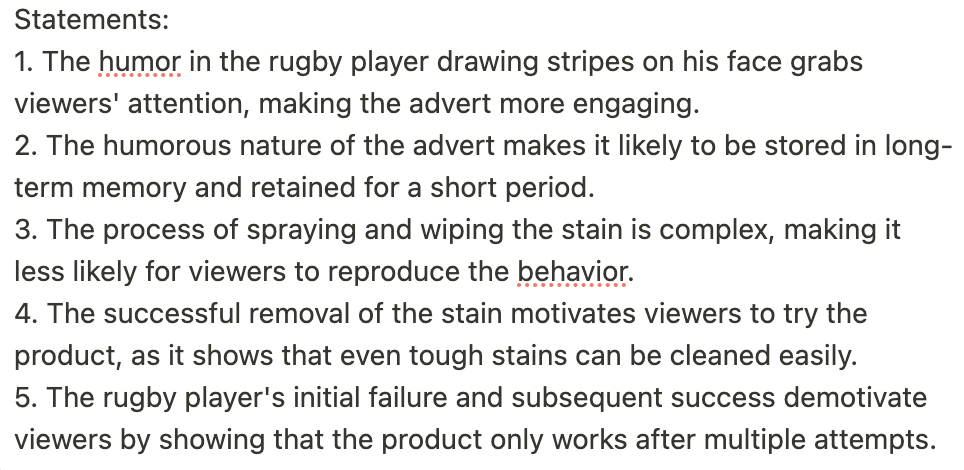 Statements:
1. The humor in the rugby player drawing stripes on his face grabs
viewers' attention, making the advert more engaging.
2. The humorous nature of the advert makes it likely to be stored in long-
term memory and retained for a short period.
3. The process of spraying and wiping the stain is complex, making it
less likely for viewers to reproduce the behavior.
4. The successful removal of the stain motivates viewers to try the
product, as it shows that even tough stains can be cleaned easily.
5. The rugby player's initial failure and subsequent success demotivate
viewers by showing that the product only works after multiple attempts.